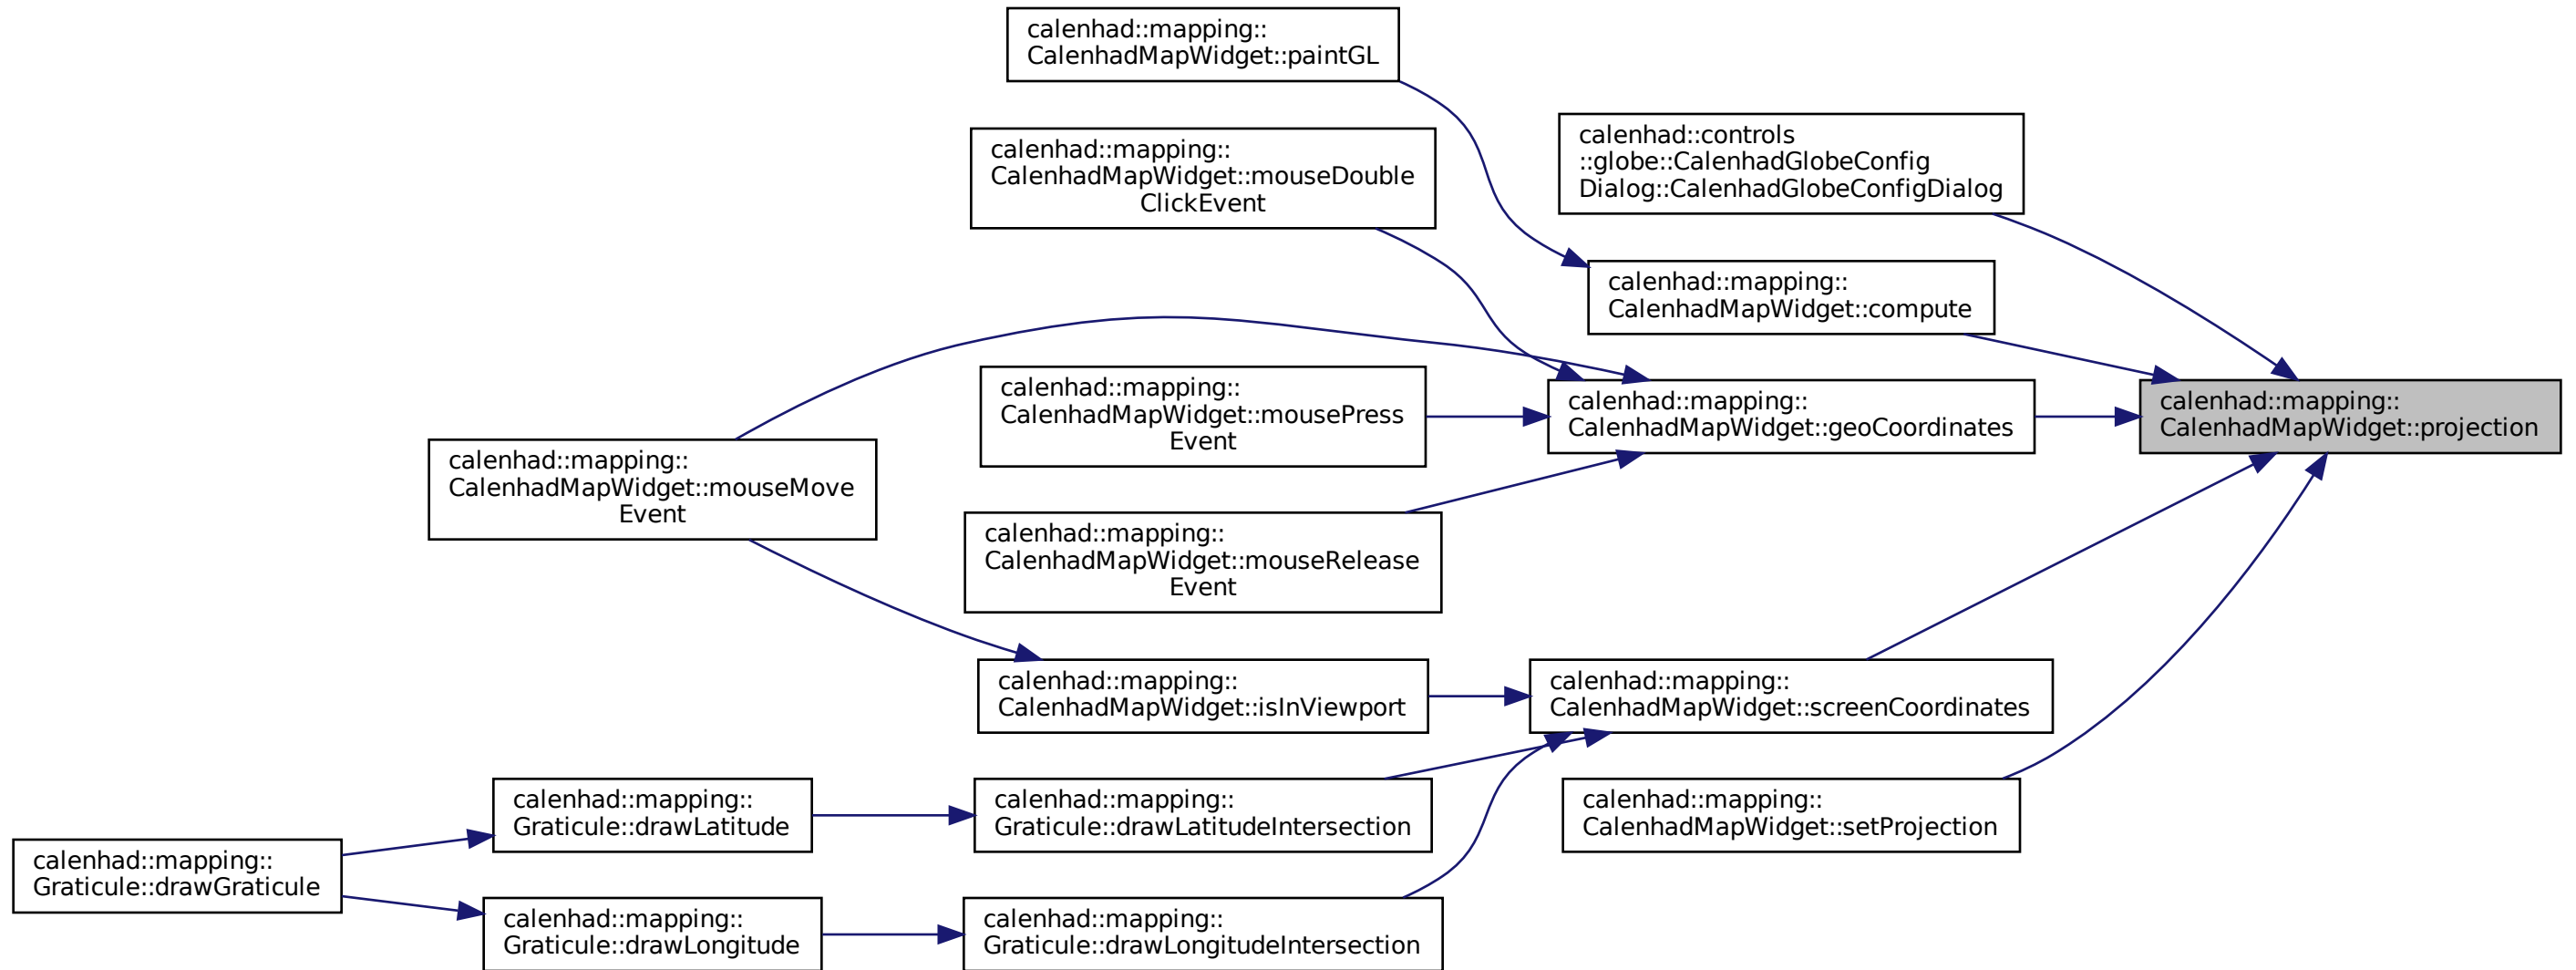 calenhad::mapping::
CalenhadMapWidget::paintGL
calenhad::controls
::globe::CalenhadGlobeConfig
Dialog::CalenhadGlobeConfigDialog
calenhad::mapping::
CalenhadMapWidget::mouseDouble
ClickEvent
calenhad::mapping::
CalenhadMapWidget::compute
calenhad::mapping::
CalenhadMapWidget::mousePress
Event
calenhad::mapping::
CalenhadMapWidget::geoCoordinates
calenhad::mapping::
CalenhadMapWidget::projection
calenhad::mapping::
CalenhadMapWidget::mouseMove
Event
calenhad::mapping::
CalenhadMapWidget::mouseRelease
Event
calenhad::mapping::
CalenhadMapWidget::isInViewport
calenhad::mapping::
CalenhadMapWidget::screenCoordinates
calenhad::mapping::
Graticule::drawLatitude
calenhad::mapping::
Graticule::drawLatitudeIntersection
calenhad::mapping::
CalenhadMapWidget::setProjection
calenhad::mapping::
Graticule::drawGraticule
calenhad::mapping::
Graticule::drawLongitude
calenhad::mapping::
Graticule::drawLongitudeIntersection